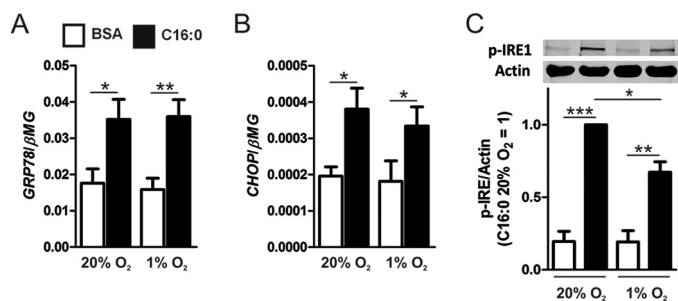 A
BSA
C16:0
B
C
p-IRE1
Actin
GRP78/βMG
0.05
0.04
0.03
0.02
0.01
0.00
*
**
20% O₂
1% O₂
CHOP/βMG
0.0005
0.0004
0.0003
0.0002
0.0001
0.0000
*
*
20% O₂
1% O₂
p-IRE/Actin
(C16:0 20% O₂ = 1)
1.0
0.5
0.0
*
***
**
20% O₂
1% O₂